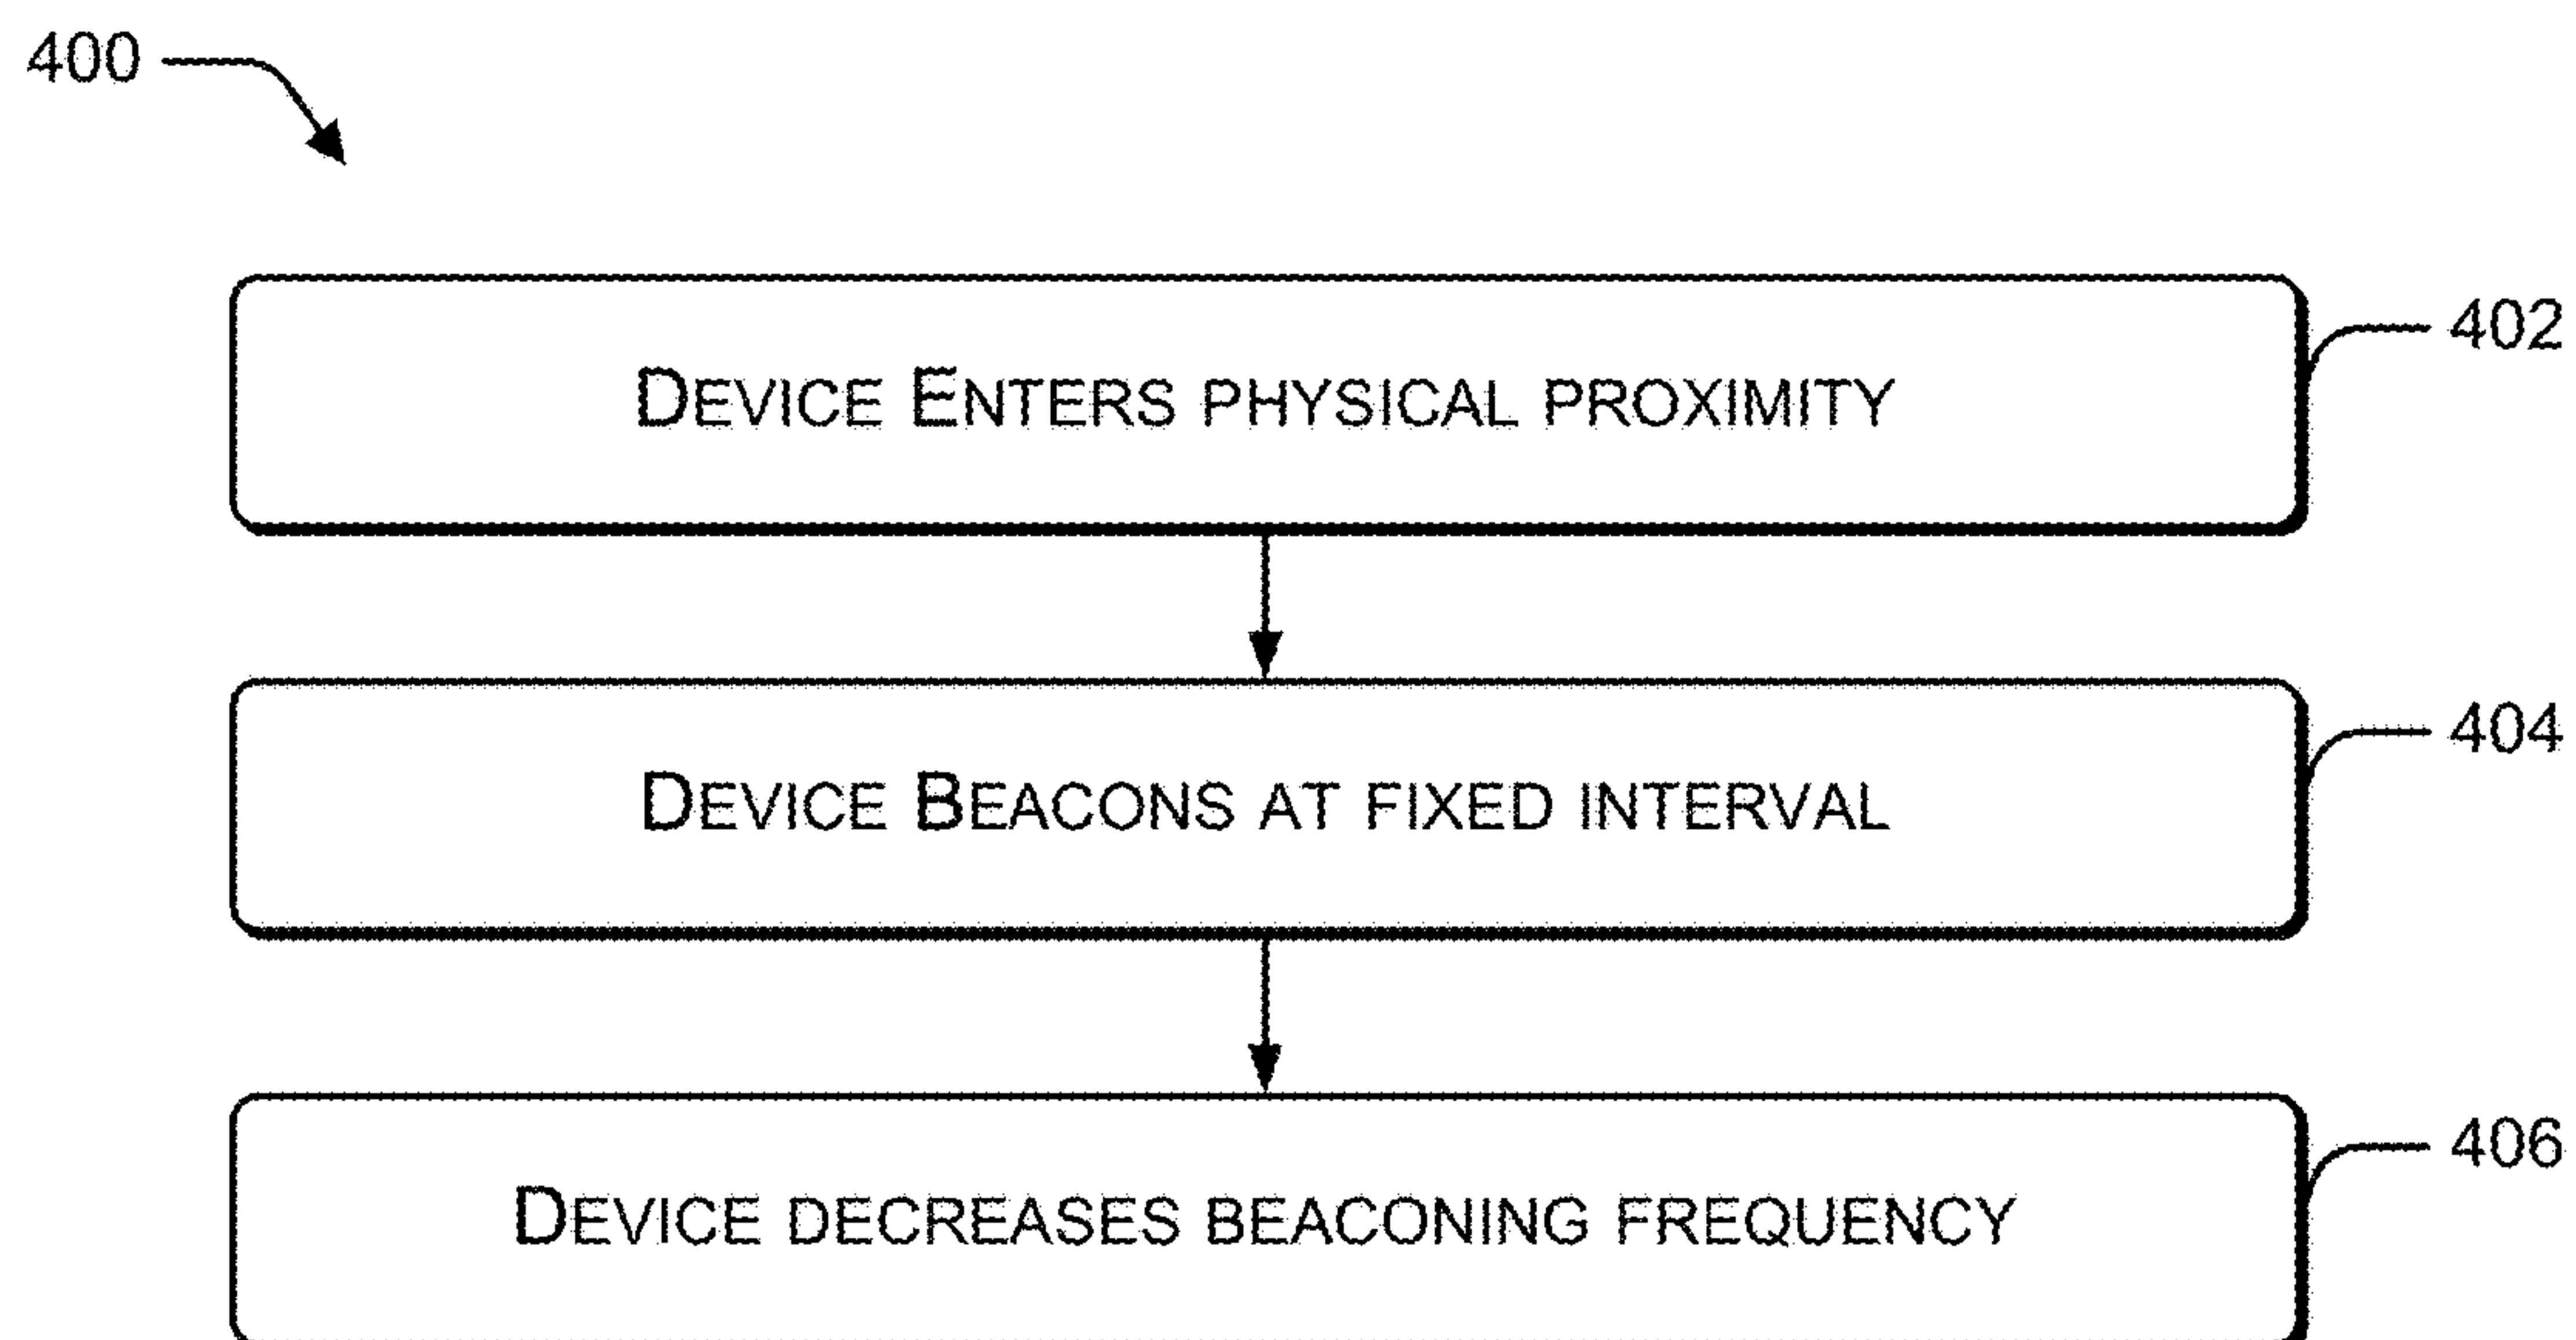 400
402
DEVICE ENTERS PHYSICAL PROXIMITY
404
DEVICE BEACONS AT FIXED INTERVAL
406
DEVICE DECREASES BEACONING FREQUENCY